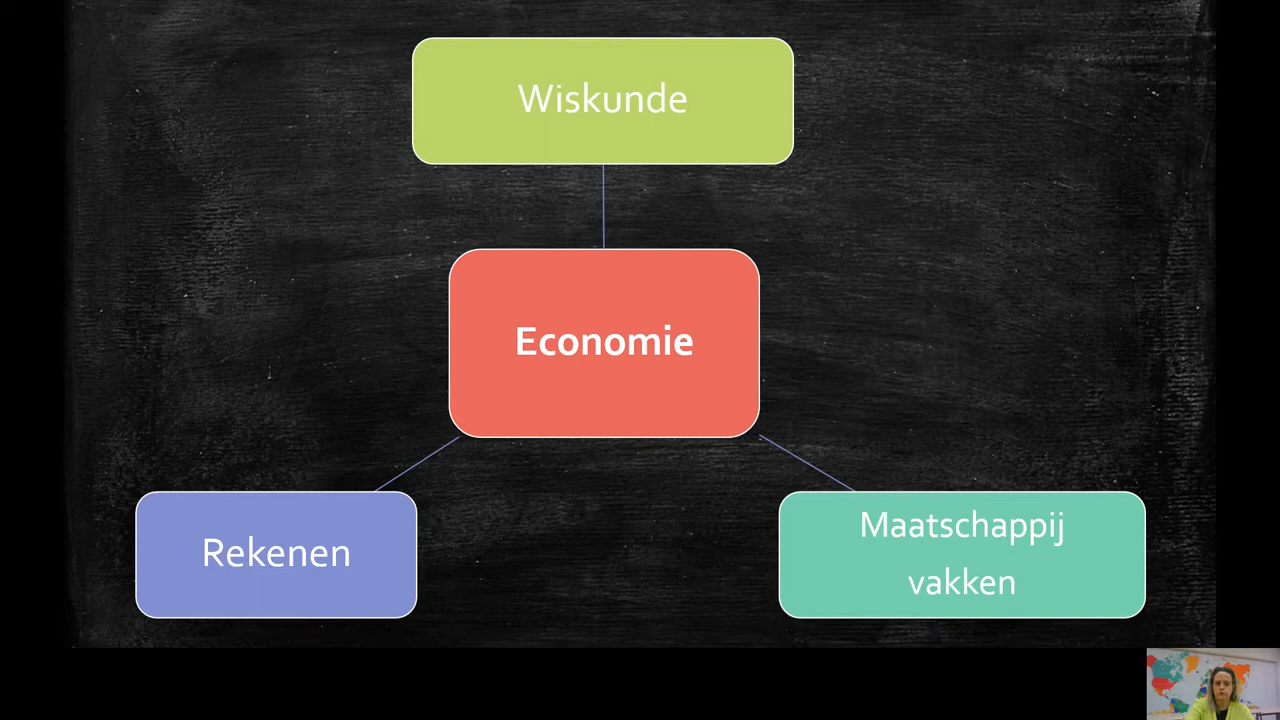 Wiskunde
Economie
Rekenen
Maatschappij
vakken